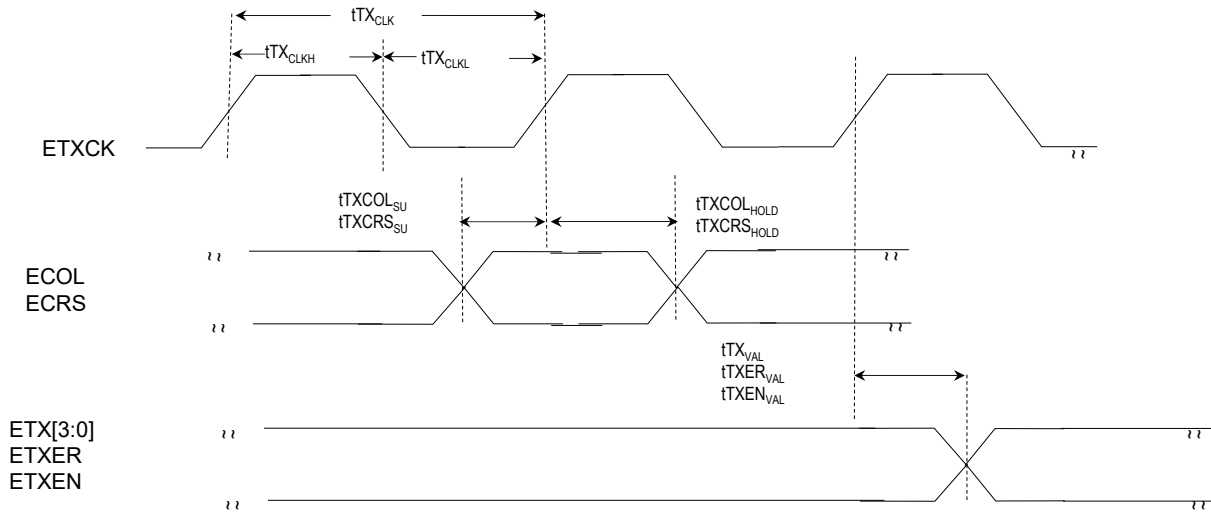 tTXCLK
tTXCLKH
tTXCLKL
ETXCK
tTXCOLSU
tTXCRSSU
tTXCOLHOLD
tTXCRSHOLD
ECOL
ECRS
tTXVAL
tTXERVAL
tTXENVAL
ETX[3:0]
ETXER
ETXEN